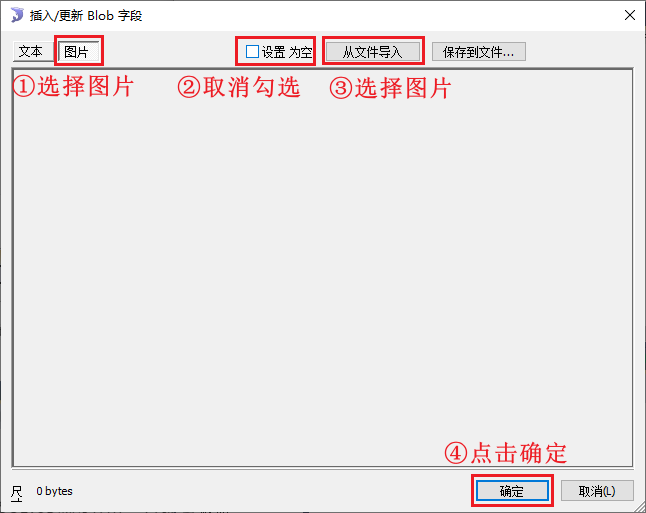 插入/更新 Blob 字段
文本 图片 设置 为空 从文件导入 保存到文件...
①选择图片 ②取消勾选 ③选择图片
④点击确定
尺 0 bytes 确定 取消(L)